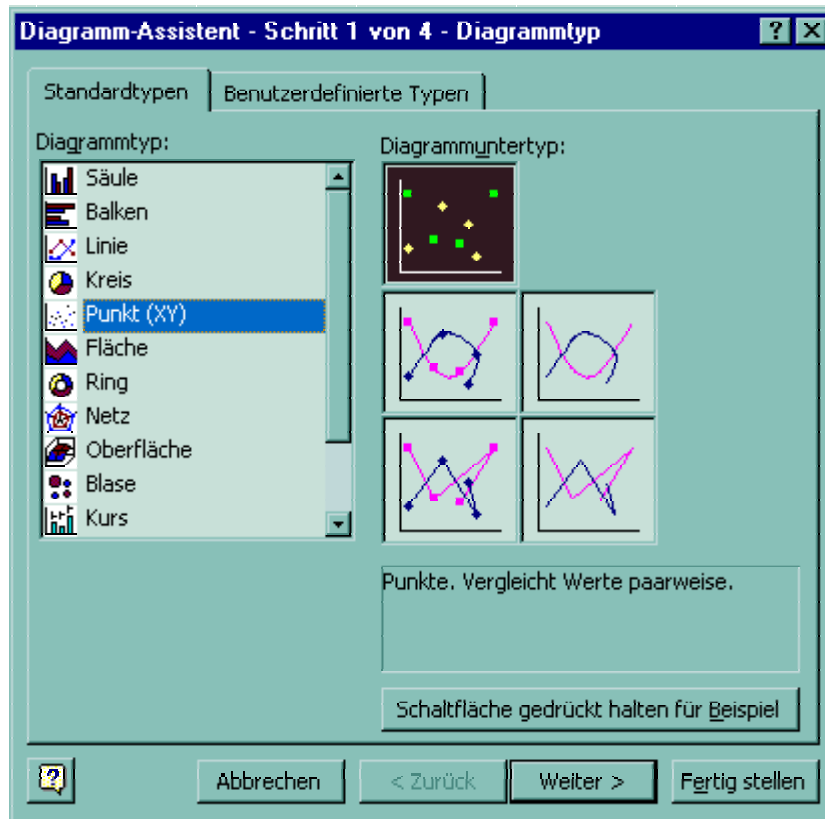 Diagramm-Assistent - Schritt 1 von 4 - Diagrammtyp
Standardtypen
Benutzerdefinierte Typen
Diagrammtyp:
Säule
Balken
Linie
Kreis
Punkt (XY)
Fläche
Ring
Netz
Oberfläche
Blase
Kurs
Diagrammuntertyp:
Punkte. Vergleicht Werte paarweise.
Schaltfläche gedrückt halten für Beispiel
Abbrechen
< Zurück
Weiter >
Fertig stellen